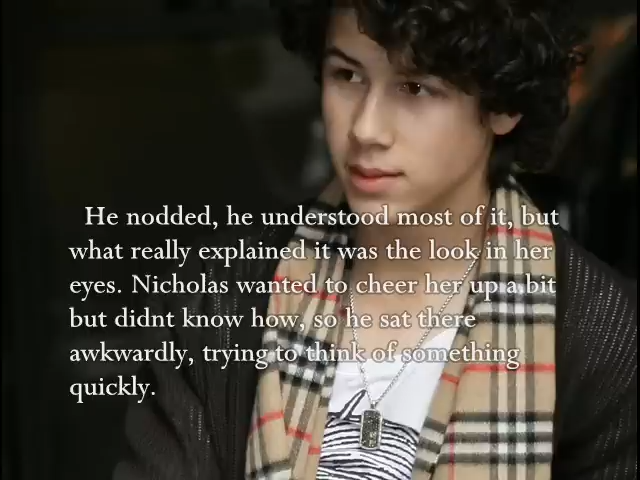 He nodded, he understood most of it, but
what really explained it was the look in her
eyes. Nicholas wanted to cheer her up a bit
but didnt know how, so he sat there
awkwardly, trying to think of something
quickly.